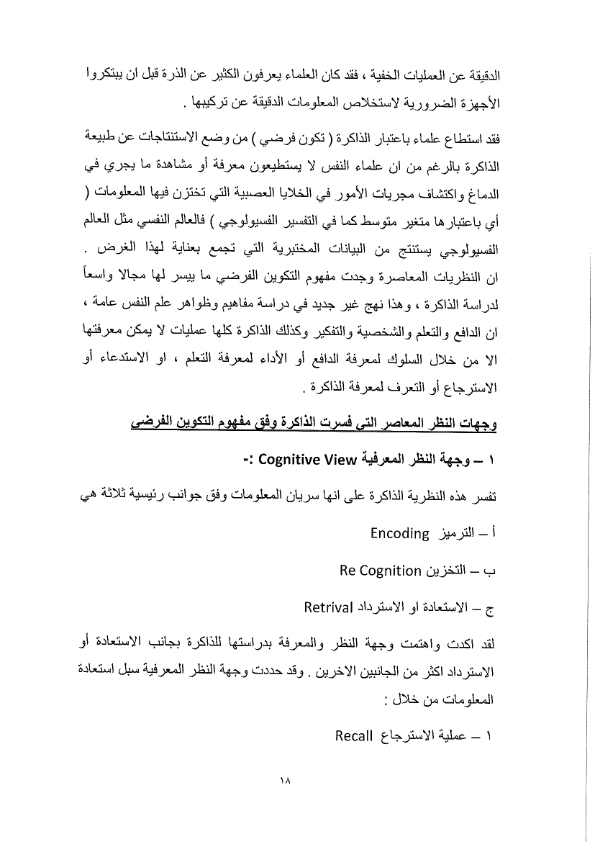 الدقيقة عن العمليات الخفية ، فقد كان العلماء يعرفون الكثير عن الذرة قبل ان يبتكروا
الأجهزة الضرورية لاستخلاص المعلومات الدقيقة عن تركيبها .
فقد استطاع علماء باعتبار الذاكرة ( تكون فرضي ) من وضع الاستنتاجات عن طبيعة
الذاكرة بالرغم من ان علماء النفس لا يستطيعون معرفة أو مشاهدة ما يجري في
الدماغ واكتشاف مجريات الأمور في الخلايا العصبية التي تختزن فيها المعلومات (
أي باعتبارها متغير متوسط كما في التفسير الفسيولوجي ) فالعالم النفسي مثل العالم
الفسيولوجي يستنتج من البيانات المختبرية التي تجمع بعناية لهذا الغرض .
ان النظريات المعاصرة وجدت مفهوم التكوين الفرضي ما ييسر لها مجالا واسعاً
لدراسة الذاكرة ، وهذا نهج غير جديد في دراسة مفاهيم وظواهر علم النفس عامة ،
ان الدافع والتعلم والشخصية والتفكير وكذلك الذاكرة كلها عمليات لا يمكن معرفتها
الا من خلال السلوك لمعرفة الدافع أو الأداء لمعرفة التعلم ، او الاستدعاء أو
الاسترجاع أو التعرف لمعرفة الذاكرة .
وجهات النظر المعاصر التي فسرت الذاكرة وفق مفهوم التكوين الفرضي
١ – وجهة النظر المعرفية Cognitive View :-
تفسر هذه النظرية الذاكرة على انها سريان المعلومات وفق جوانب رئيسية ثلاثة هي
أ – الترميز Encoding
ب – التخزين Re Cognition
ج – الاستعادة او الاسترداد Retrival
لقد اكدت واهتمت وجهة النظر والمعرفة بدراستها للذاكرة بجانب الاستعادة أو
الاسترداد اكثر من الجانبين الاخرين . وقد حددت وجهة النظر المعرفية سبل استعادة
المعلومات من خلال :
١ – عملية الاسترجاع Recall
١٨